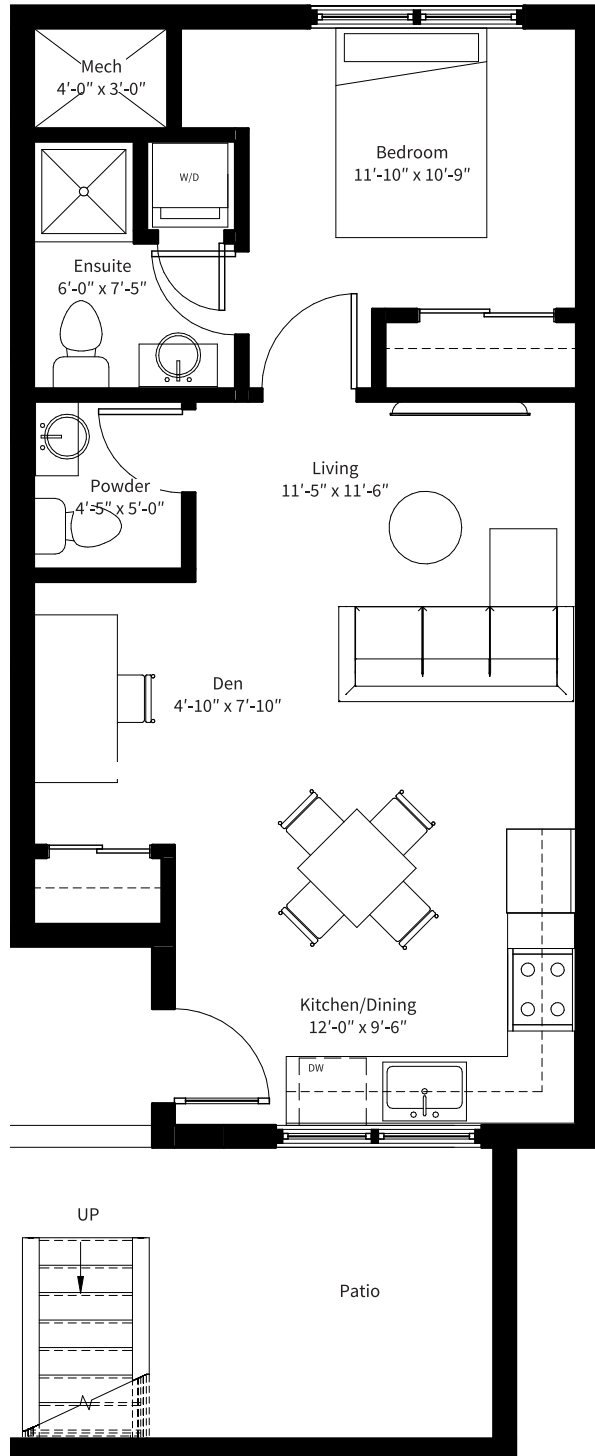 Mech
4'-0" x 3'-0"
Bedroom
11'-10" x 10'-9"
W/D
Ensuite
6'-0" x 7'-5"
Living
11'-5" x 11'-6"
Powder
4'-5" x 5'-0"
Den
4'-10" x 7'-10"
Kitchen/Dining
12'-0" x 9'-6"
DW
UP
Patio